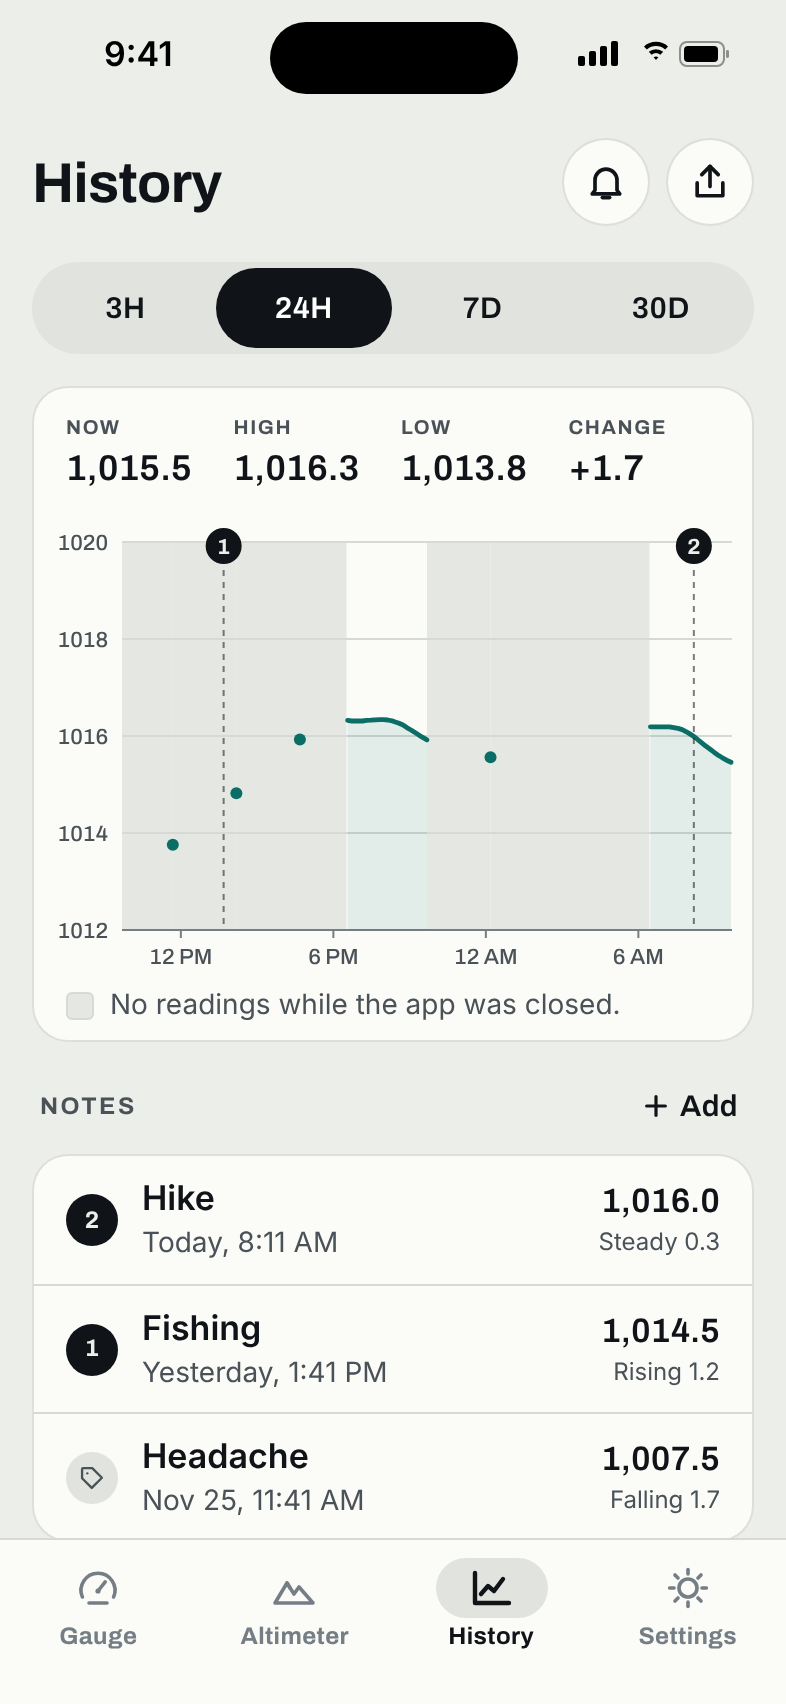 9:41
History
3H 24H 7D 30D
NOW HIGH LOW CHANGE
1,015.5 1,016.3 1,013.8 +1.7
1020
1 2
1018
1016
1014
1012
12 PM 6 PM 12 AM 6 AM
No readings while the app was closed.
NOTES + Add
2 Hike 1,016.0
Today, 8:11 AM Steady 0.3
1 Fishing 1,014.5
Yesterday, 1:41 PM Rising 1.2
Headache 1,007.5
Nov 25, 11:41 AM Falling 1.7
Gauge Altimeter History Settings